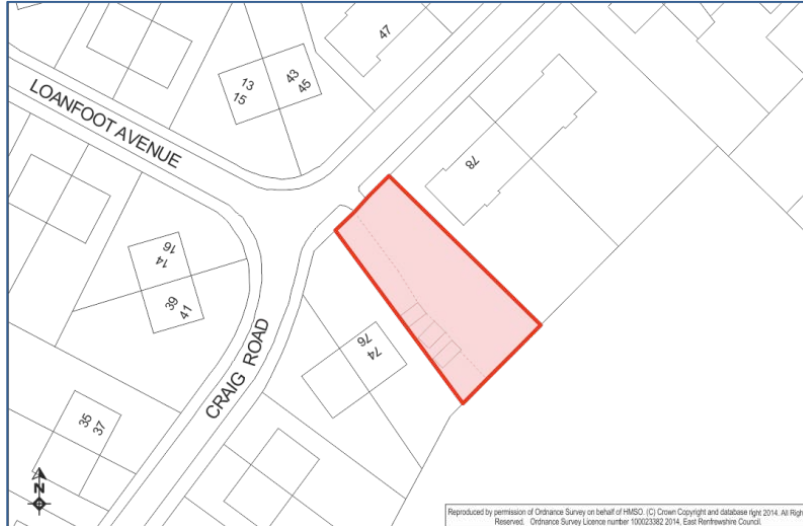 47
13
15
43
45
LOANFOOT AVENUE
78
16
14
39
41
CRAIG ROAD
76
74
35
37
N
Reproduced by permission of Ordnance Survey on behalf of HMSO. (C) Crown Copyright and database right 2014. All Righ
Reserved. Ordnance Survey Licence number 100023382 2014, East Renfrewshire Council.